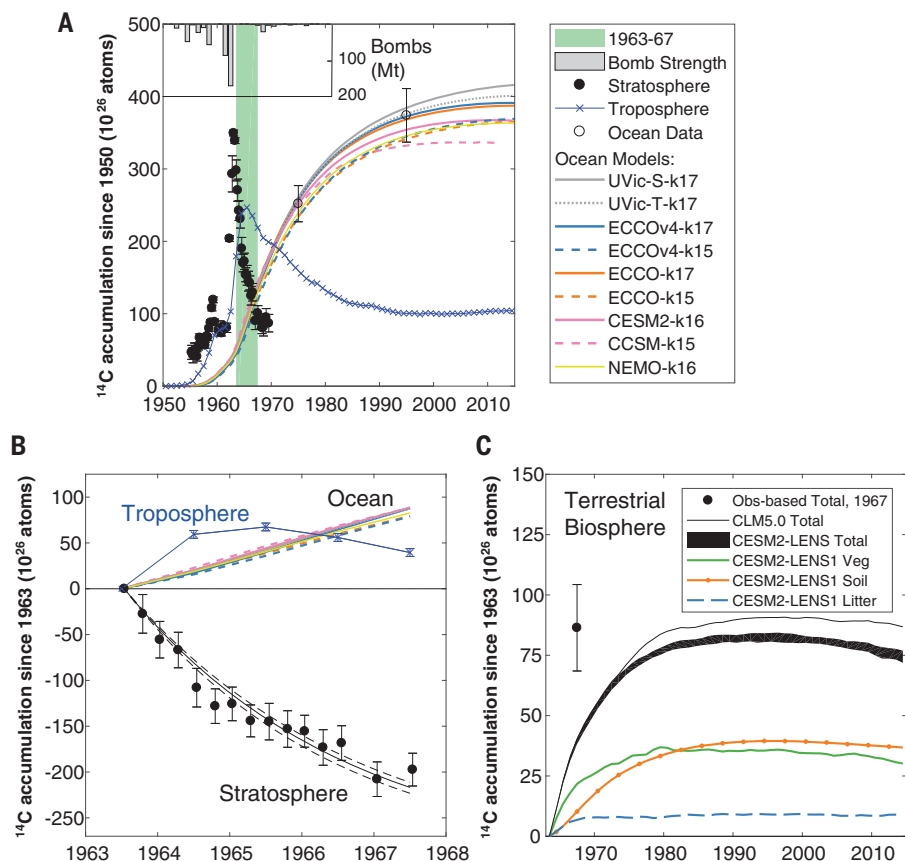 A
¹⁴C accumulation since 1950 (10²⁶ atoms)
500
400
300
200
100
0
1950 1960 1970 1980 1990 2000 2010
Bombs
(Mt)
100
200
1963-67
Bomb Strength
Stratosphere
Troposphere
Ocean Data
Ocean Models:
UVic-S-k17
UVic-T-k17
ECCOv4-k17
ECCOv4-k15
ECCO-k17
ECCO-k15
CESM2-k16
CCSM-k15
NEMO-k16
B
¹⁴C accumulation since 1963 (10²⁶ atoms)
100
50
0
-50
-100
-150
-200
-250
1963 1964 1965 1966 1967 1968
Troposphere
Ocean
Stratosphere
C
¹⁴C accumulation since 1963 (10²⁶ atoms)
150
125
100
75
50
25
0
1970 1980 1990 2000 2010
Terrestrial
Biosphere
Obs-based Total, 1967
CLM5.0 Total
CESM2-LENS Total
CESM2-LENS1 Veg
CESM2-LENS1 Soil
CESM2-LENS1 Litter